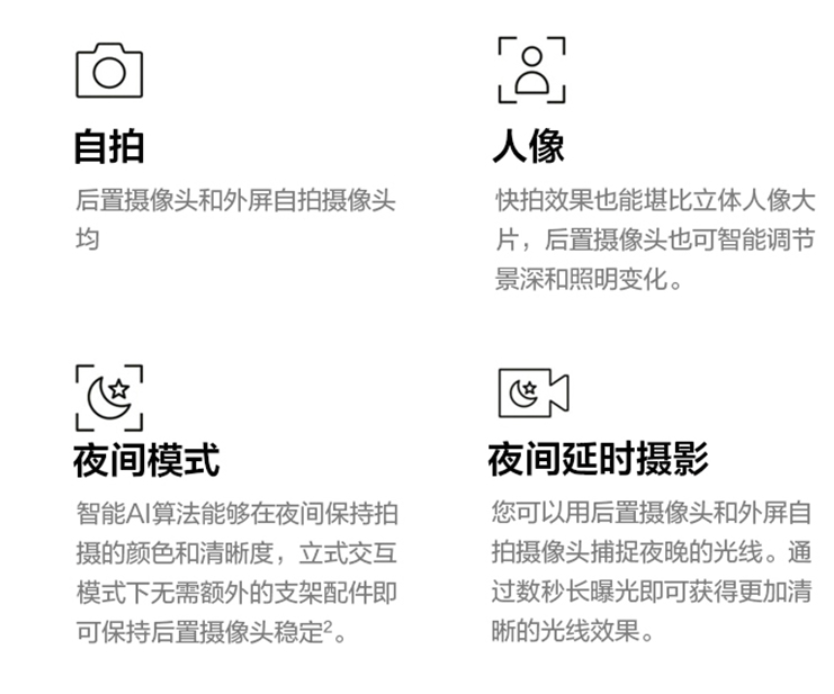 自拍
后置摄像头和外屏自拍摄像头
均
人像
快拍效果也能堪比立体人像大
片，后置摄像头也可智能调节
景深和照明变化。
夜间模式
智能AI算法能够在夜间保持拍
摄的颜色和清晰度，立式交互
模式下无需额外的支架配件即
可保持后置摄像头稳定²。
夜间延时摄影
您可以用后置摄像头和外屏自
拍摄像头捕捉夜晚的光线。通
过数秒长曝光即可获得更加清
晰的光线效果。